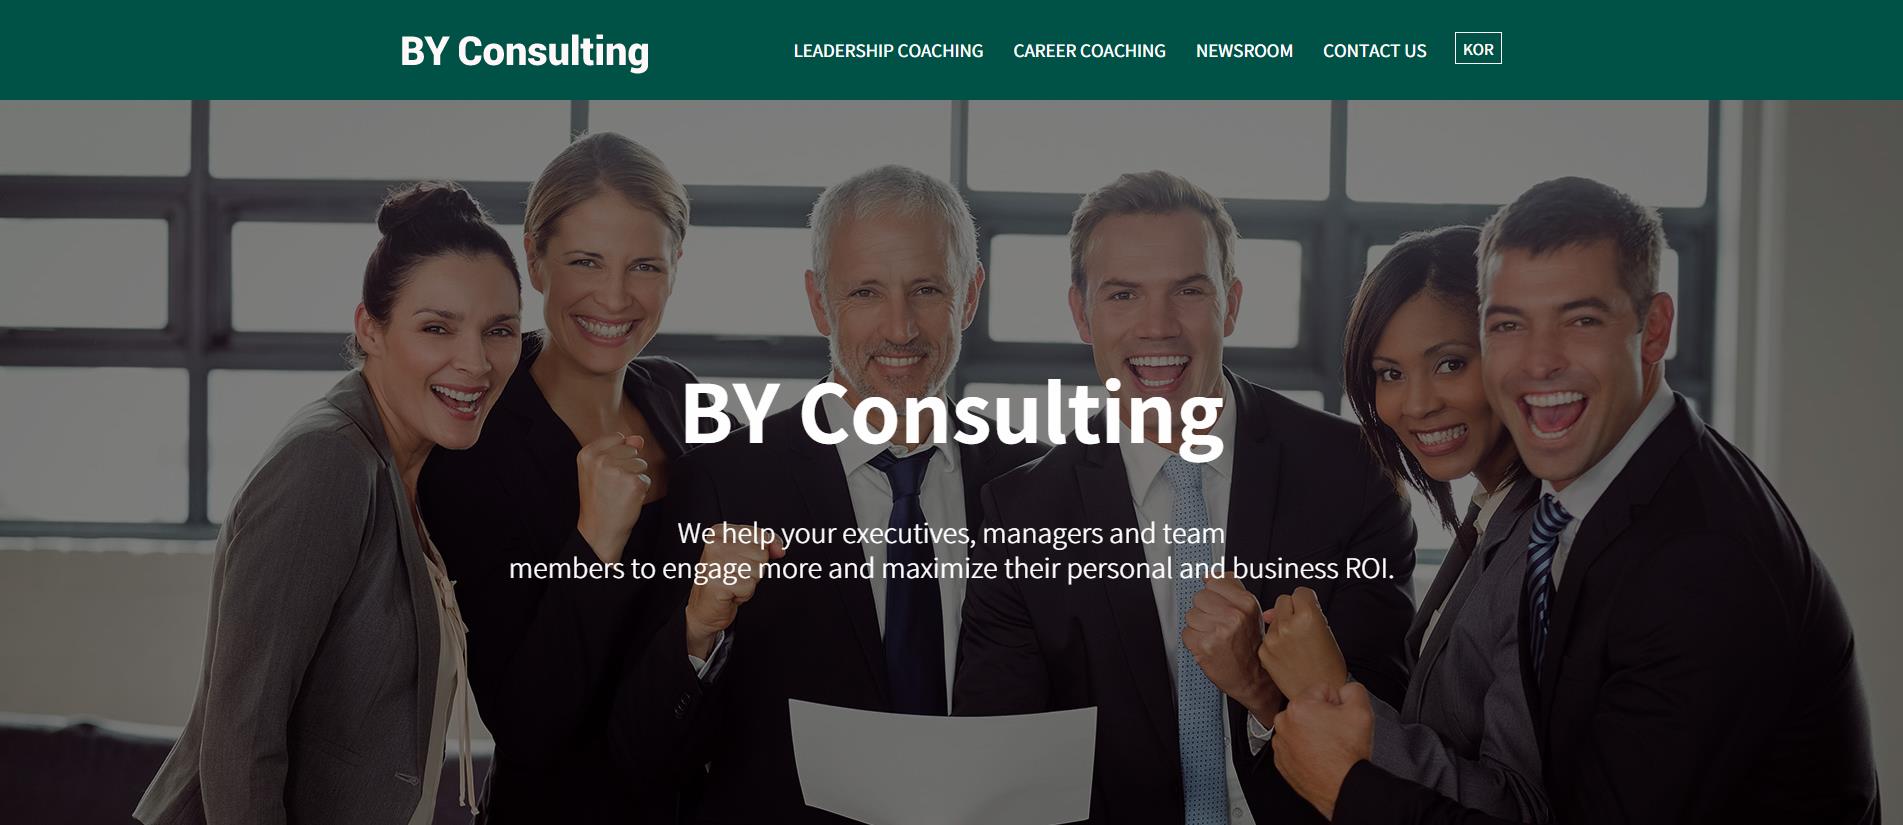 BY Consulting
LEADERSHIP COACHING
CAREER COACHING
NEWSROOM
CONTACT US
KOR
BY Consulting
We help your executives, managers and team
members to engage more and maximize their personal and business ROI.